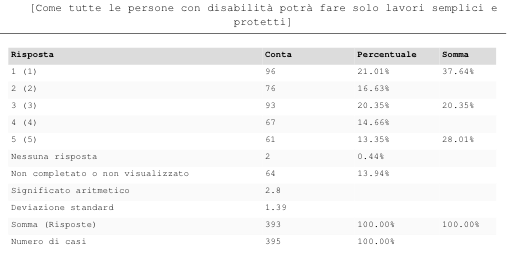 [Come tutte le persone con disabilità potrà fare solo lavori semplici e
protetti]
Risposta Conta Percentuale Somma
1 (1) 96 21.01% 37.64%
2 (2) 76 16.63%
3 (3) 93 20.35% 20.35%
4 (4) 67 14.66%
5 (5) 61 13.35% 28.01%
Nessuna risposta 2 0.44%
Non completato o non visualizzato 64 13.94%
Significato aritmetico 2.8
Deviazione standard 1.39
Somma (Risposte) 393 100.00% 100.00%
Numero di casi 395 100.00%